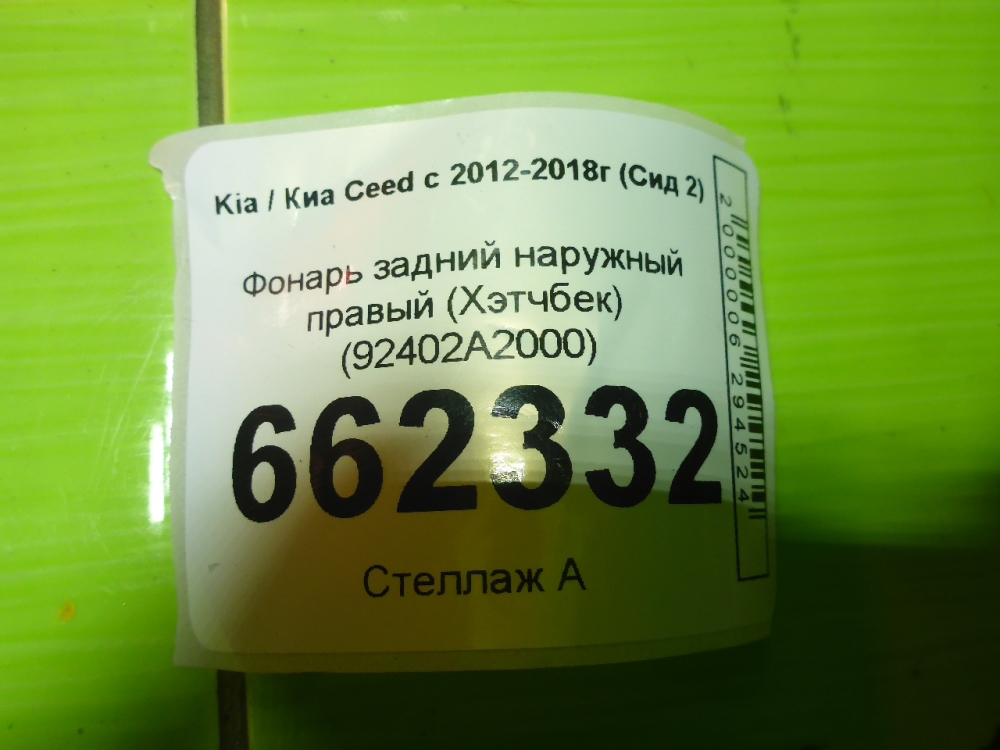 Kia / Киа Ceed с 2012-2018г (Сид 2)
Фонарь задний наружный
правый (Хэтчбек)
(92402A2000)
662332
Стеллаж А
2000006294524